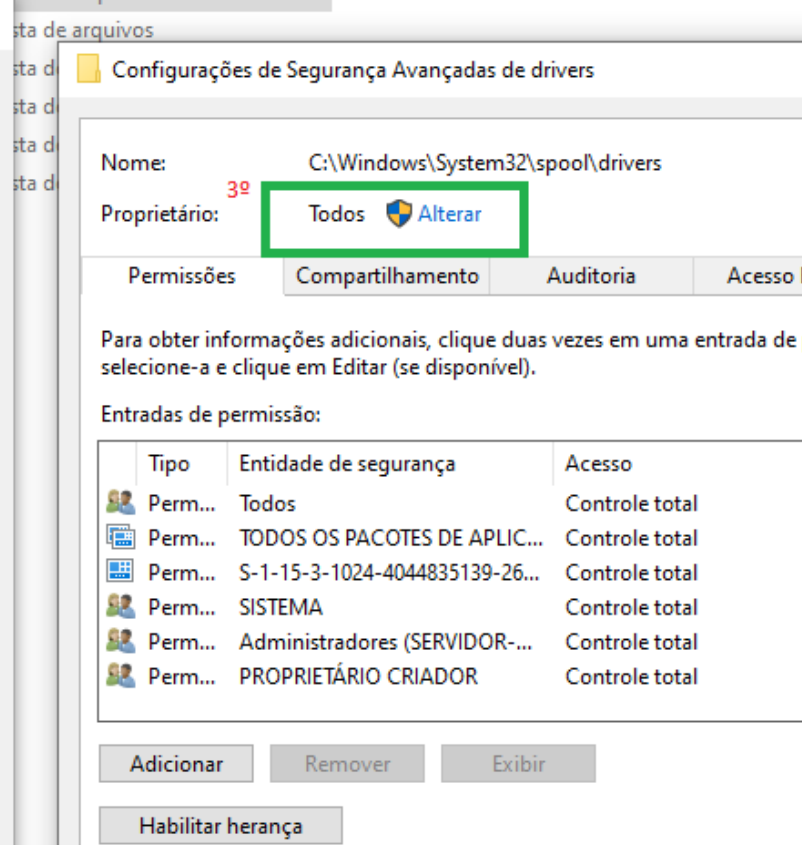 sta de arquivos
Configurações de Segurança Avançadas de drivers
Nome: C:\Windows\System32\spool\drivers
3º
Proprietário: Todos Alterar
Permissões Compartilhamento Auditoria Acesso
Para obter informações adicionais, clique duas vezes em uma entrada de
selecione-a e clique em Editar (se disponível).
Entradas de permissão:
Tipo Entidade de segurança Acesso
Perm... Todos Controle total
Perm... TODOS OS PACOTES DE APLIC... Controle total
Perm... S-1-15-3-1024-4044835139-26... Controle total
Perm... SISTEMA Controle total
Perm... Administradores (SERVIDOR-... Controle total
Perm... PROPRIETÁRIO CRIADOR Controle total
Adicionar Remover Exibir
Habilitar herança